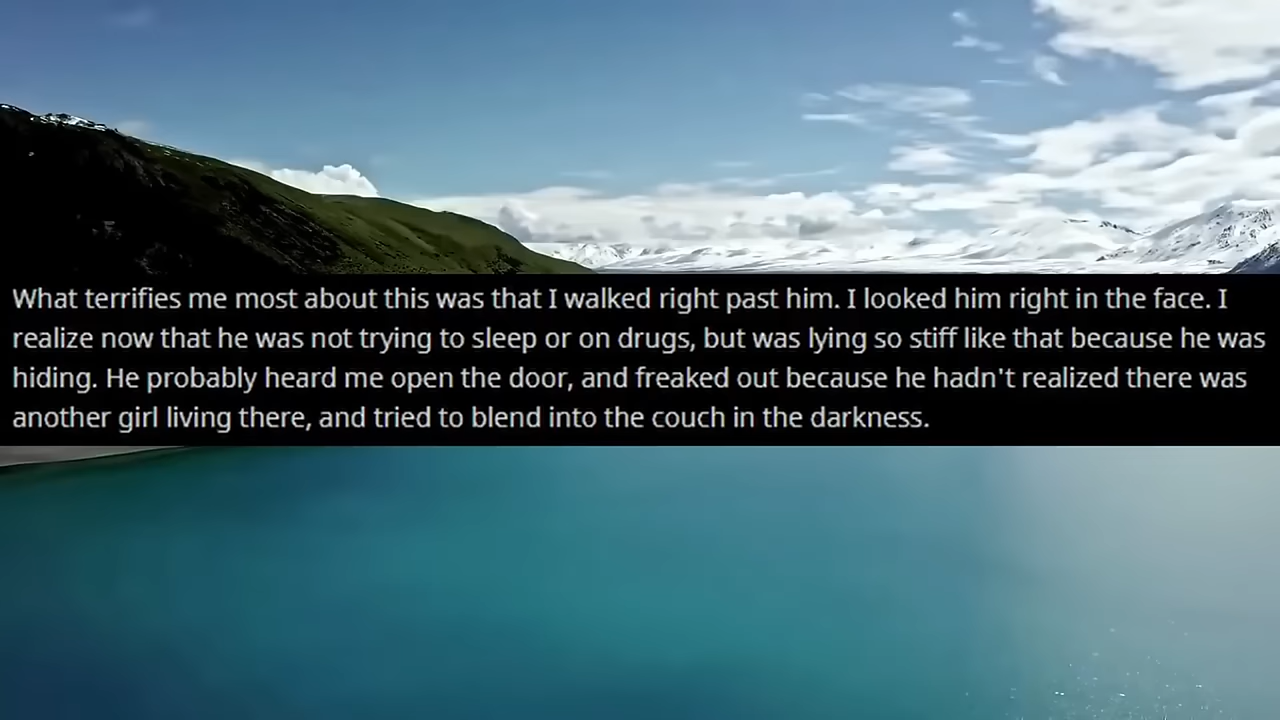 What terrifies me most about this was that I walked right past him. I looked him right in the face. I
realize now that he was not trying to sleep or on drugs, but was lying so stiff like that because he was
hiding. He probably heard me open the door, and freaked out because he hadn't realized there was
another girl living there, and tried to blend into the couch in the darkness.